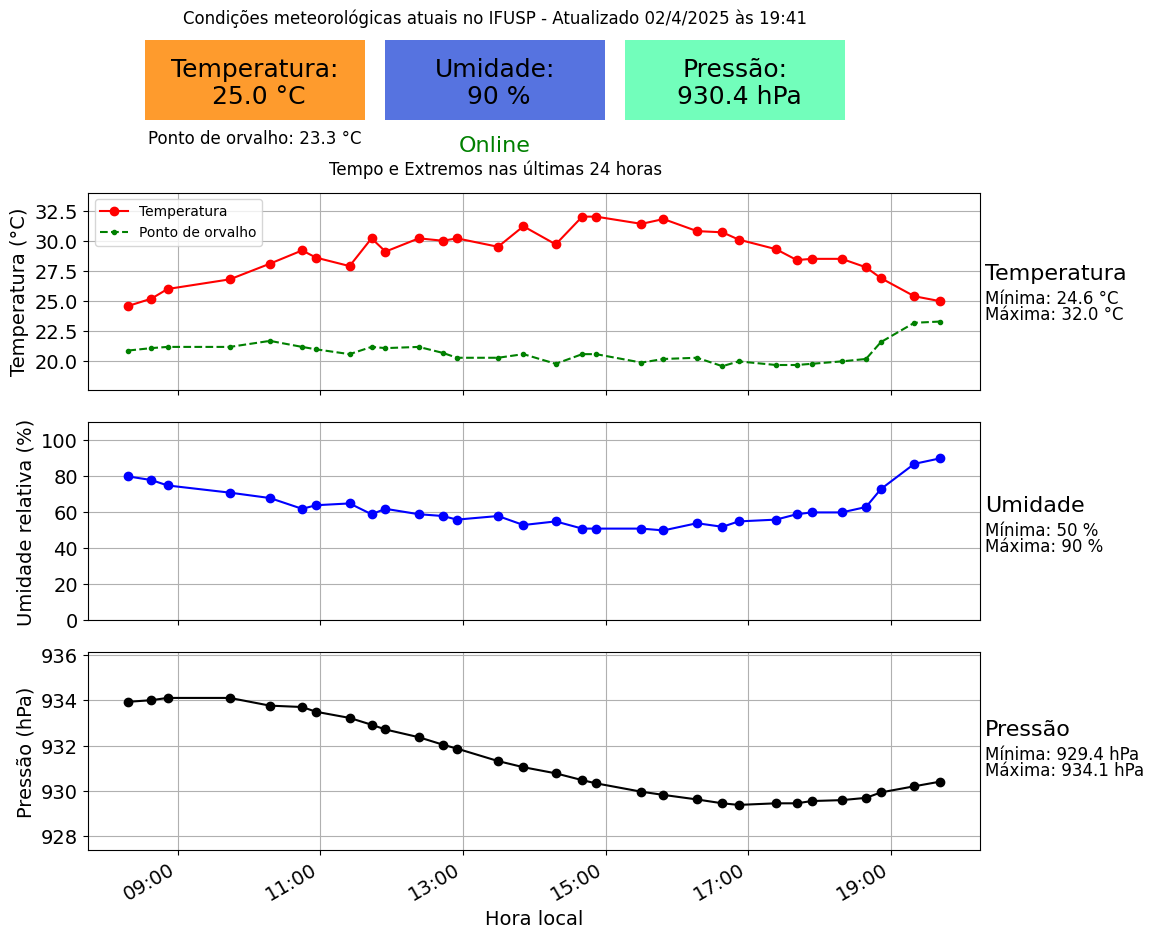 Condições meteorológicas atuais no IFUSP - Atualizado 02/4/2025 às 19:41
Temperatura:
25.0 °C
Umidade:
90 %
Pressão:
930.4 hPa
Ponto de orvalho: 23.3 °C
Online
Tempo e Extremos nas últimas 24 horas
Temperatura (°C)
32.5
30.0
27.5
25.0
22.5
20.0
Temperatura
Ponto de orvalho
Temperatura
Mínima: 24.6 °C
Máxima: 32.0 °C
Umidade relativa (%)
100
80
60
40
20
0
Umidade
Mínima: 50 %
Máxima: 90 %
Pressão (hPa)
936
934
932
930
928
Pressão
Mínima: 929.4 hPa
Máxima: 934.1 hPa
09:00
11:00
13:00
15:00
17:00
19:00
Hora local